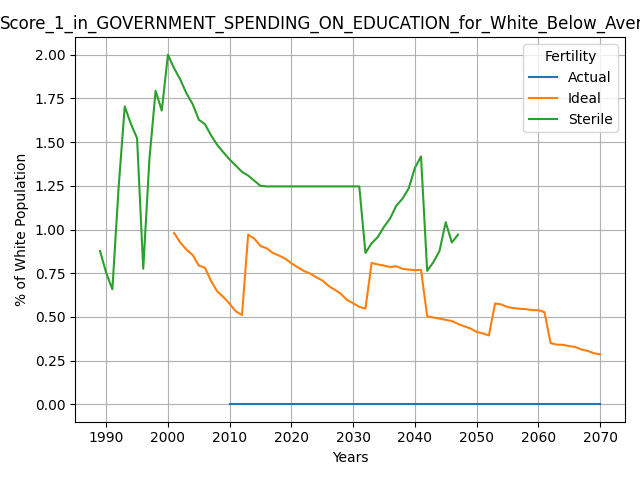 Score_1_in_GOVERNMENT_SPENDING_ON_EDUCATION_for_White_Below_Aver
Fertility
Actual
Ideal
Sterile
% of White Population
2.00
1.75
1.50
1.25
1.00
0.75
0.50
0.25
0.00
1990 2000 2010 2020 2030 2040 2050 2060 2070
Years